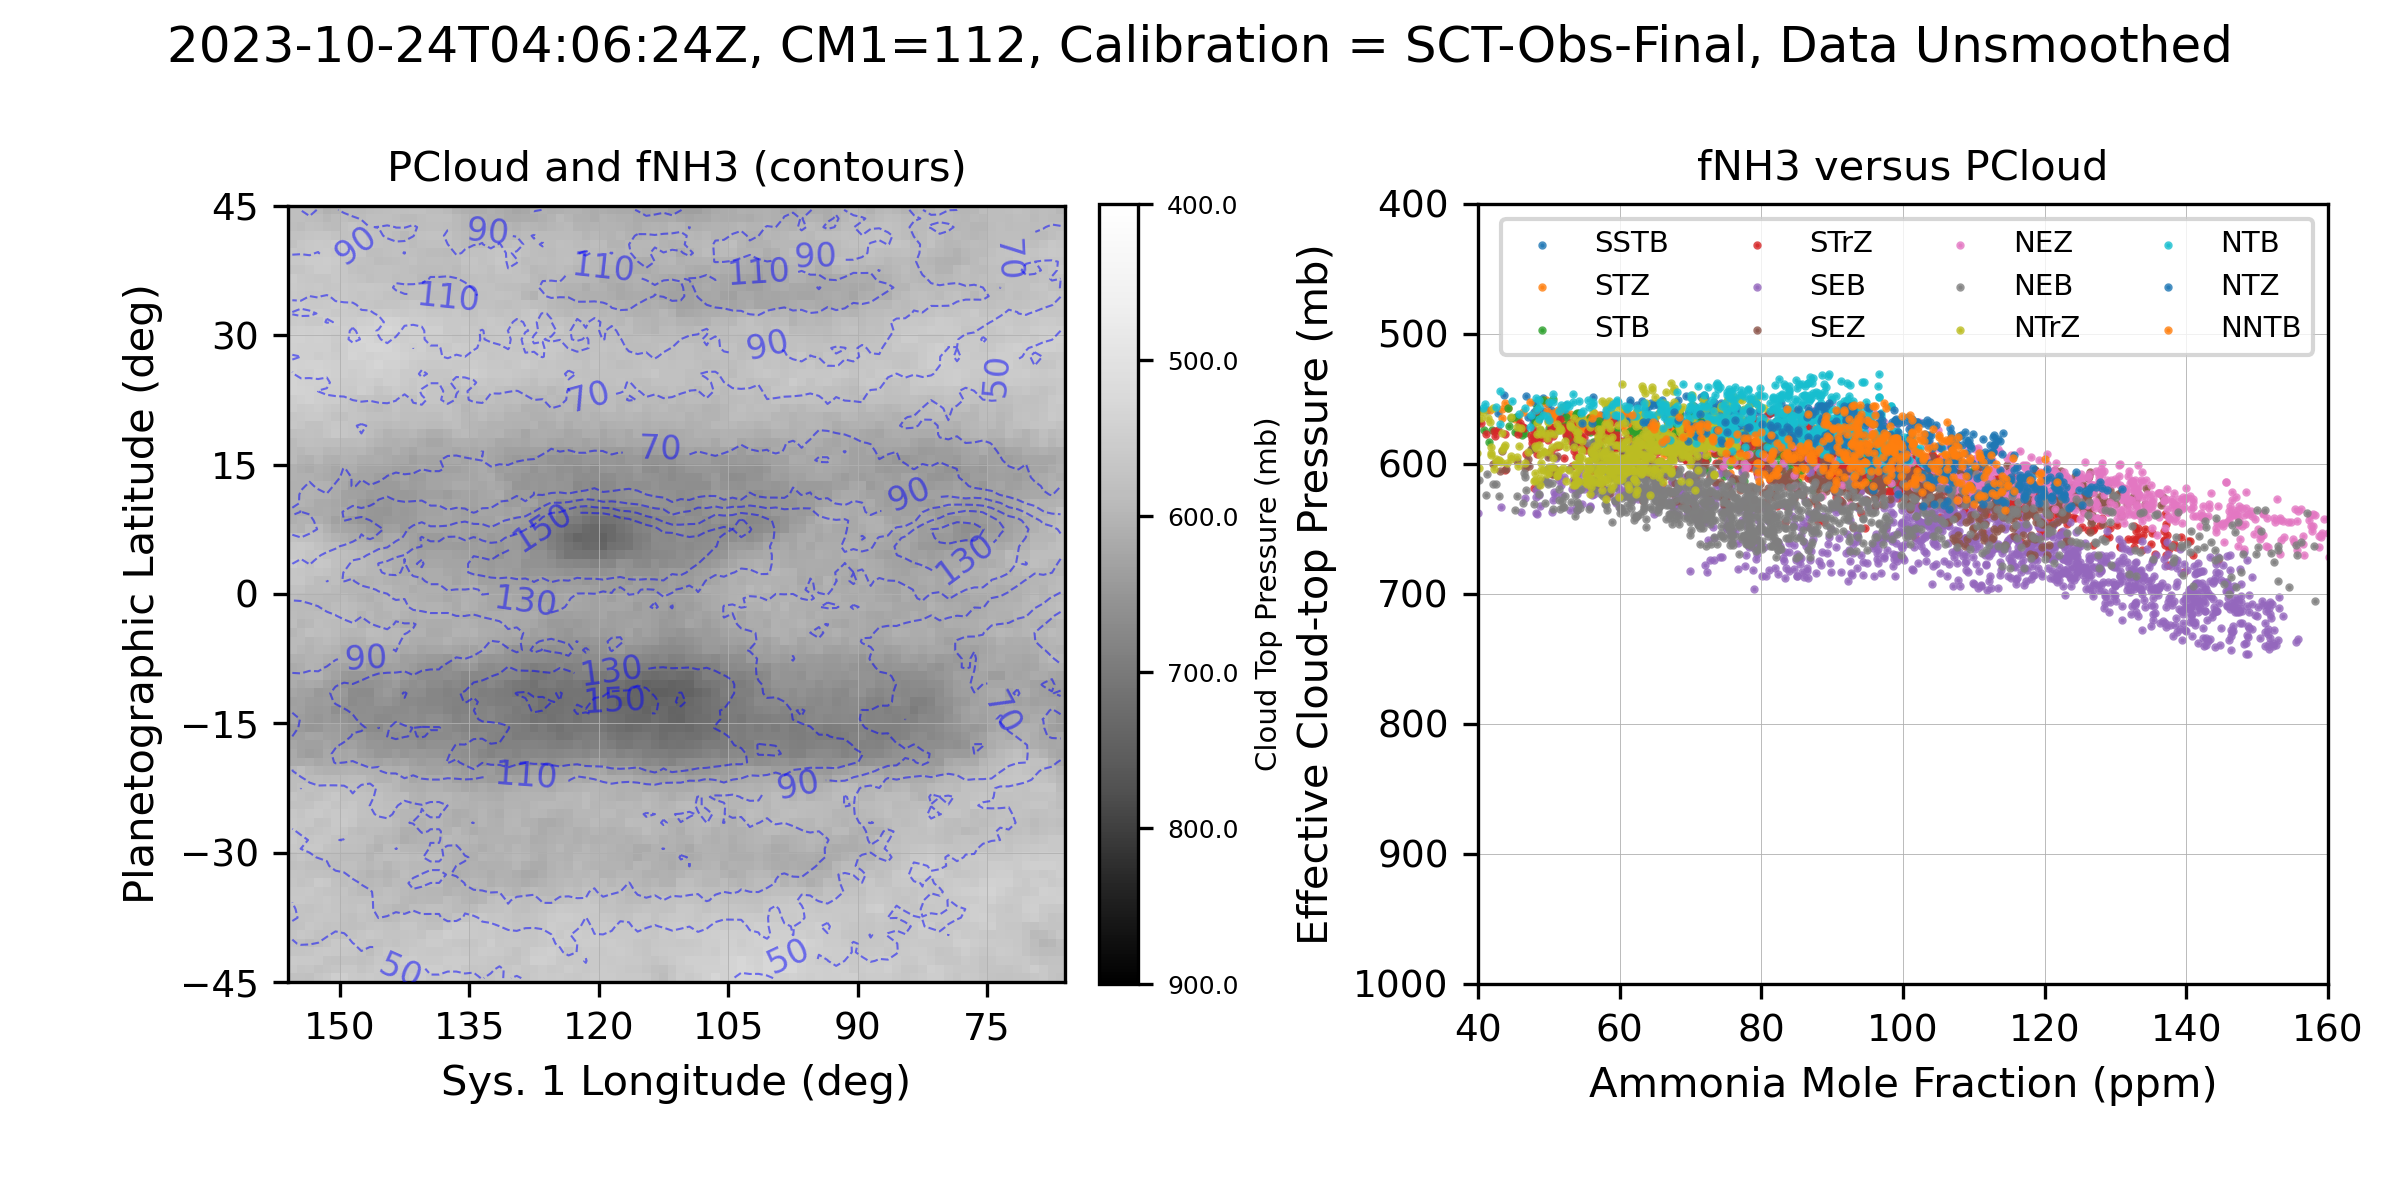 2023-10-24T04:06:24Z, CM1=112, Calibration = SCT-Obs-Final, Data Unsmoothed
PCloud and fNH3 (contours)
45
30
15
0
−15
−30
−45
Planetographic Latitude (deg)
150
135
120
105
90
75
Sys. 1 Longitude (deg)
90
90
110
110
90
110
70
90
50
70
70
90
150
130
130
90
130
150
70
110
90
50
50
400.0
500.0
600.0
700.0
800.0
900.0
Cloud Top Pressure (mb)
fNH3 versus PCloud
400
500
600
700
800
900
1000
Effective Cloud-top Pressure (mb)
SSTB
STZ
STB
STrZ
SEB
SEZ
NEZ
NEB
NTrZ
NTB
NTZ
NNTB
40
60
80
100
120
140
160
Ammonia Mole Fraction (ppm)